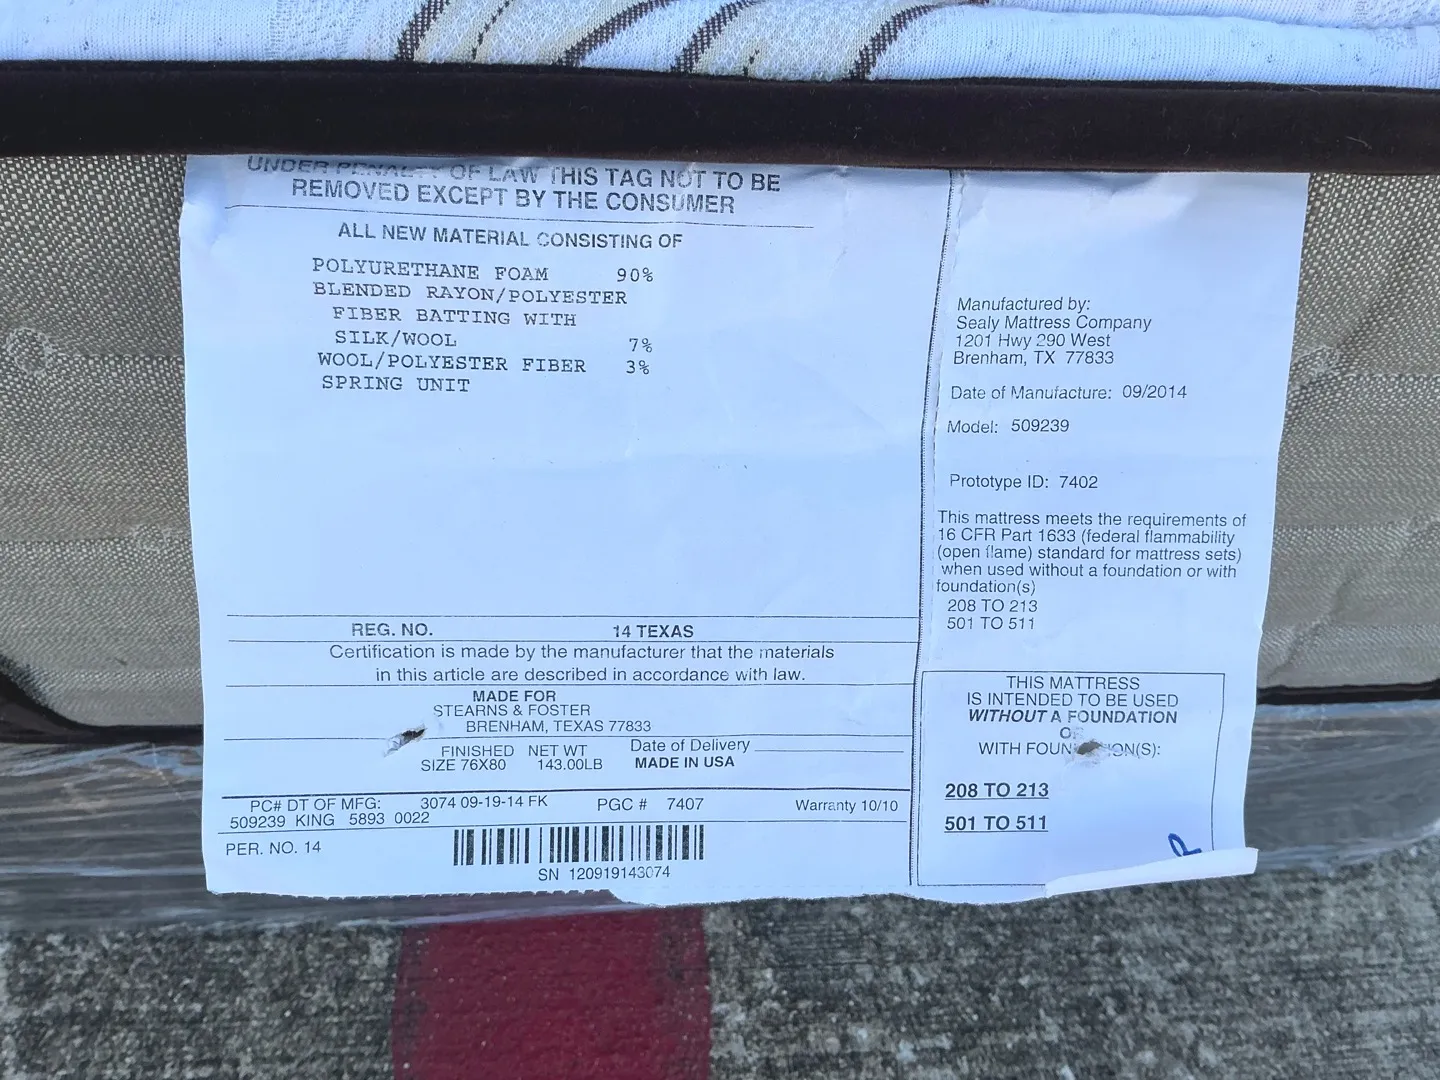 UNDER PENALTY OF LAW THIS TAG NOT TO BE
REMOVED EXCEPT BY THE CONSUMER
ALL NEW MATERIAL CONSISTING OF
POLYURETHANE FOAM 90%
BLENDED RAYON/POLYESTER
FIBER BATTING WITH
SILK/WOOL 7%
WOOL/POLYESTER FIBER 3%
SPRING UNIT
REG. NO. 14 TEXAS
Certification is made by the manufacturer that the materials
in this article are described in accordance with law.
MADE FOR
STEARNS & FOSTER
BRENHAM, TEXAS 77833
FINISHED NET WT Date of Delivery
SIZE 76X80 143.00LB MADE IN USA
PC# DT OF MFG: 3074 09-19-14 FK PGC # 7407 Warranty 10/10
509239 KING 5893 0022
PER. NO. 14
SN 120919143074
Manufactured by:
Sealy Mattress Company
1201 Hwy 290 West
Brenham, TX 77833
Date of Manufacture: 09/2014
Model: 509239
Prototype ID: 7402
This mattress meets the requirements of
16 CFR Part 1633 (federal flammability
(open flame) standard for mattress sets)
when used without a foundation or with
foundation(s)
208 TO 213
501 TO 511
THIS MATTRESS
IS INTENDED TO BE USED
WITHOUT A FOUNDATION
OR
WITH FOUNDATION(S):
208 TO 213
501 TO 511